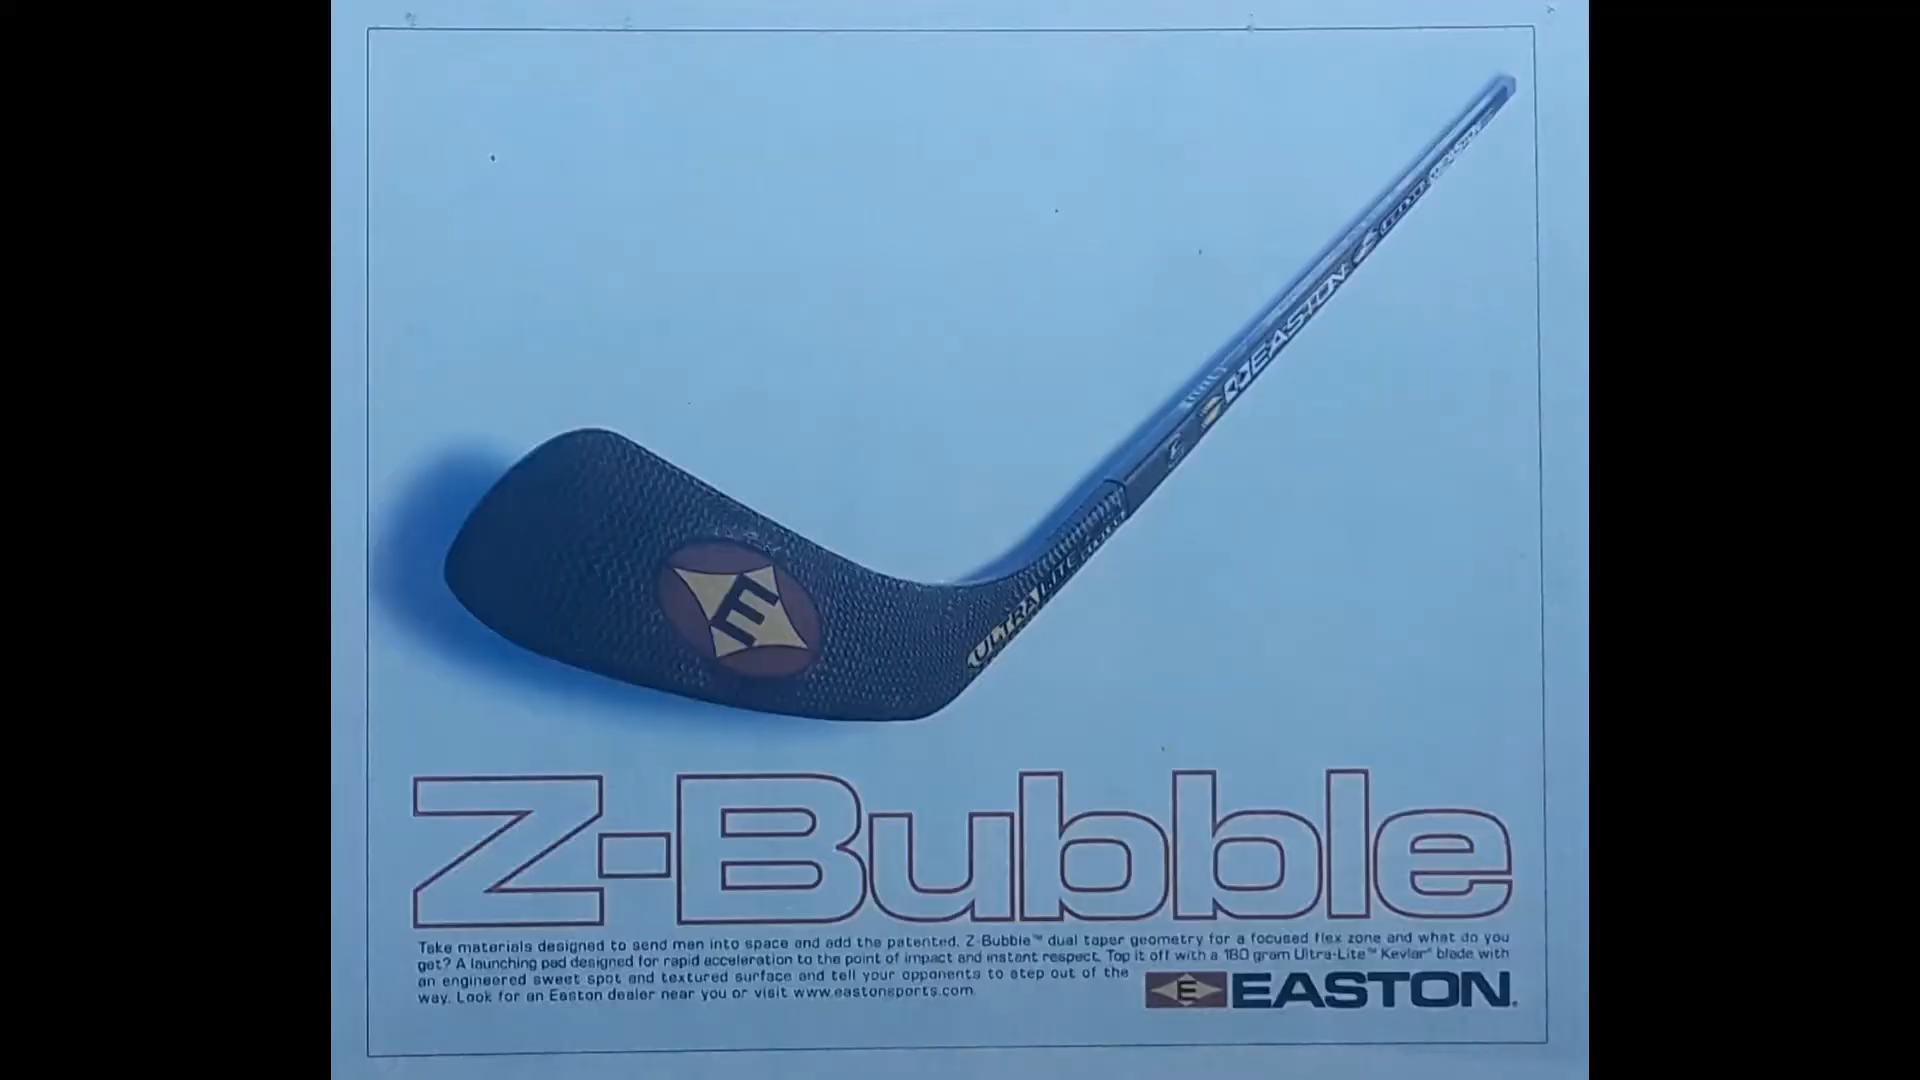 EASTON
ULTRA LITE
E
Z-Bubble
Take materials designed to send men into space and add the patented, Z-Bubble™ dual taper geometry for a focused flex zone and what do you
get? A launching pad designed for rapid acceleration to the point of impact and instant respect. Top it off with a 180 gram Ultra-Lite™ Kevlar® blade with
an engineered sweet spot and textured surface and tell your opponents to step out of the
way. Look for an Easton dealer near you or visit www.eastonsports.com.
E EASTON.